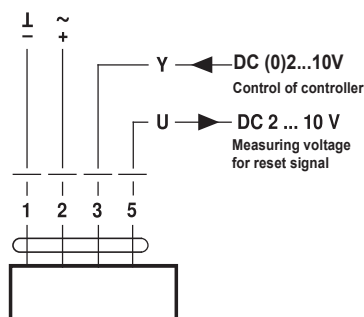 ⊥ ~
– +
Y DC (0)2...10V
Control of controller
U DC 2 ... 10 V
Measuring voltage
for reset signal
1 2 3 5